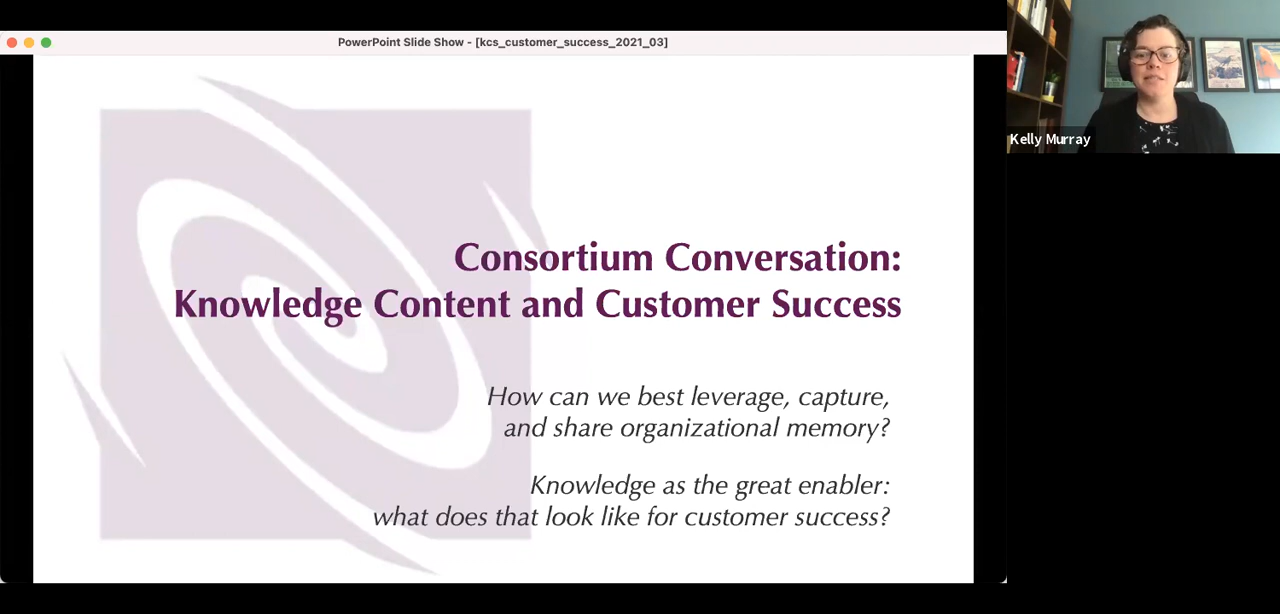 PowerPoint Slide Show - [kcs_customer_success_2021_03]
Kelly Murray
Consortium Conversation:
Knowledge Content and Customer Success
How can we best leverage, capture,
and share organizational memory?
Knowledge as the great enabler:
what does that look like for customer success?